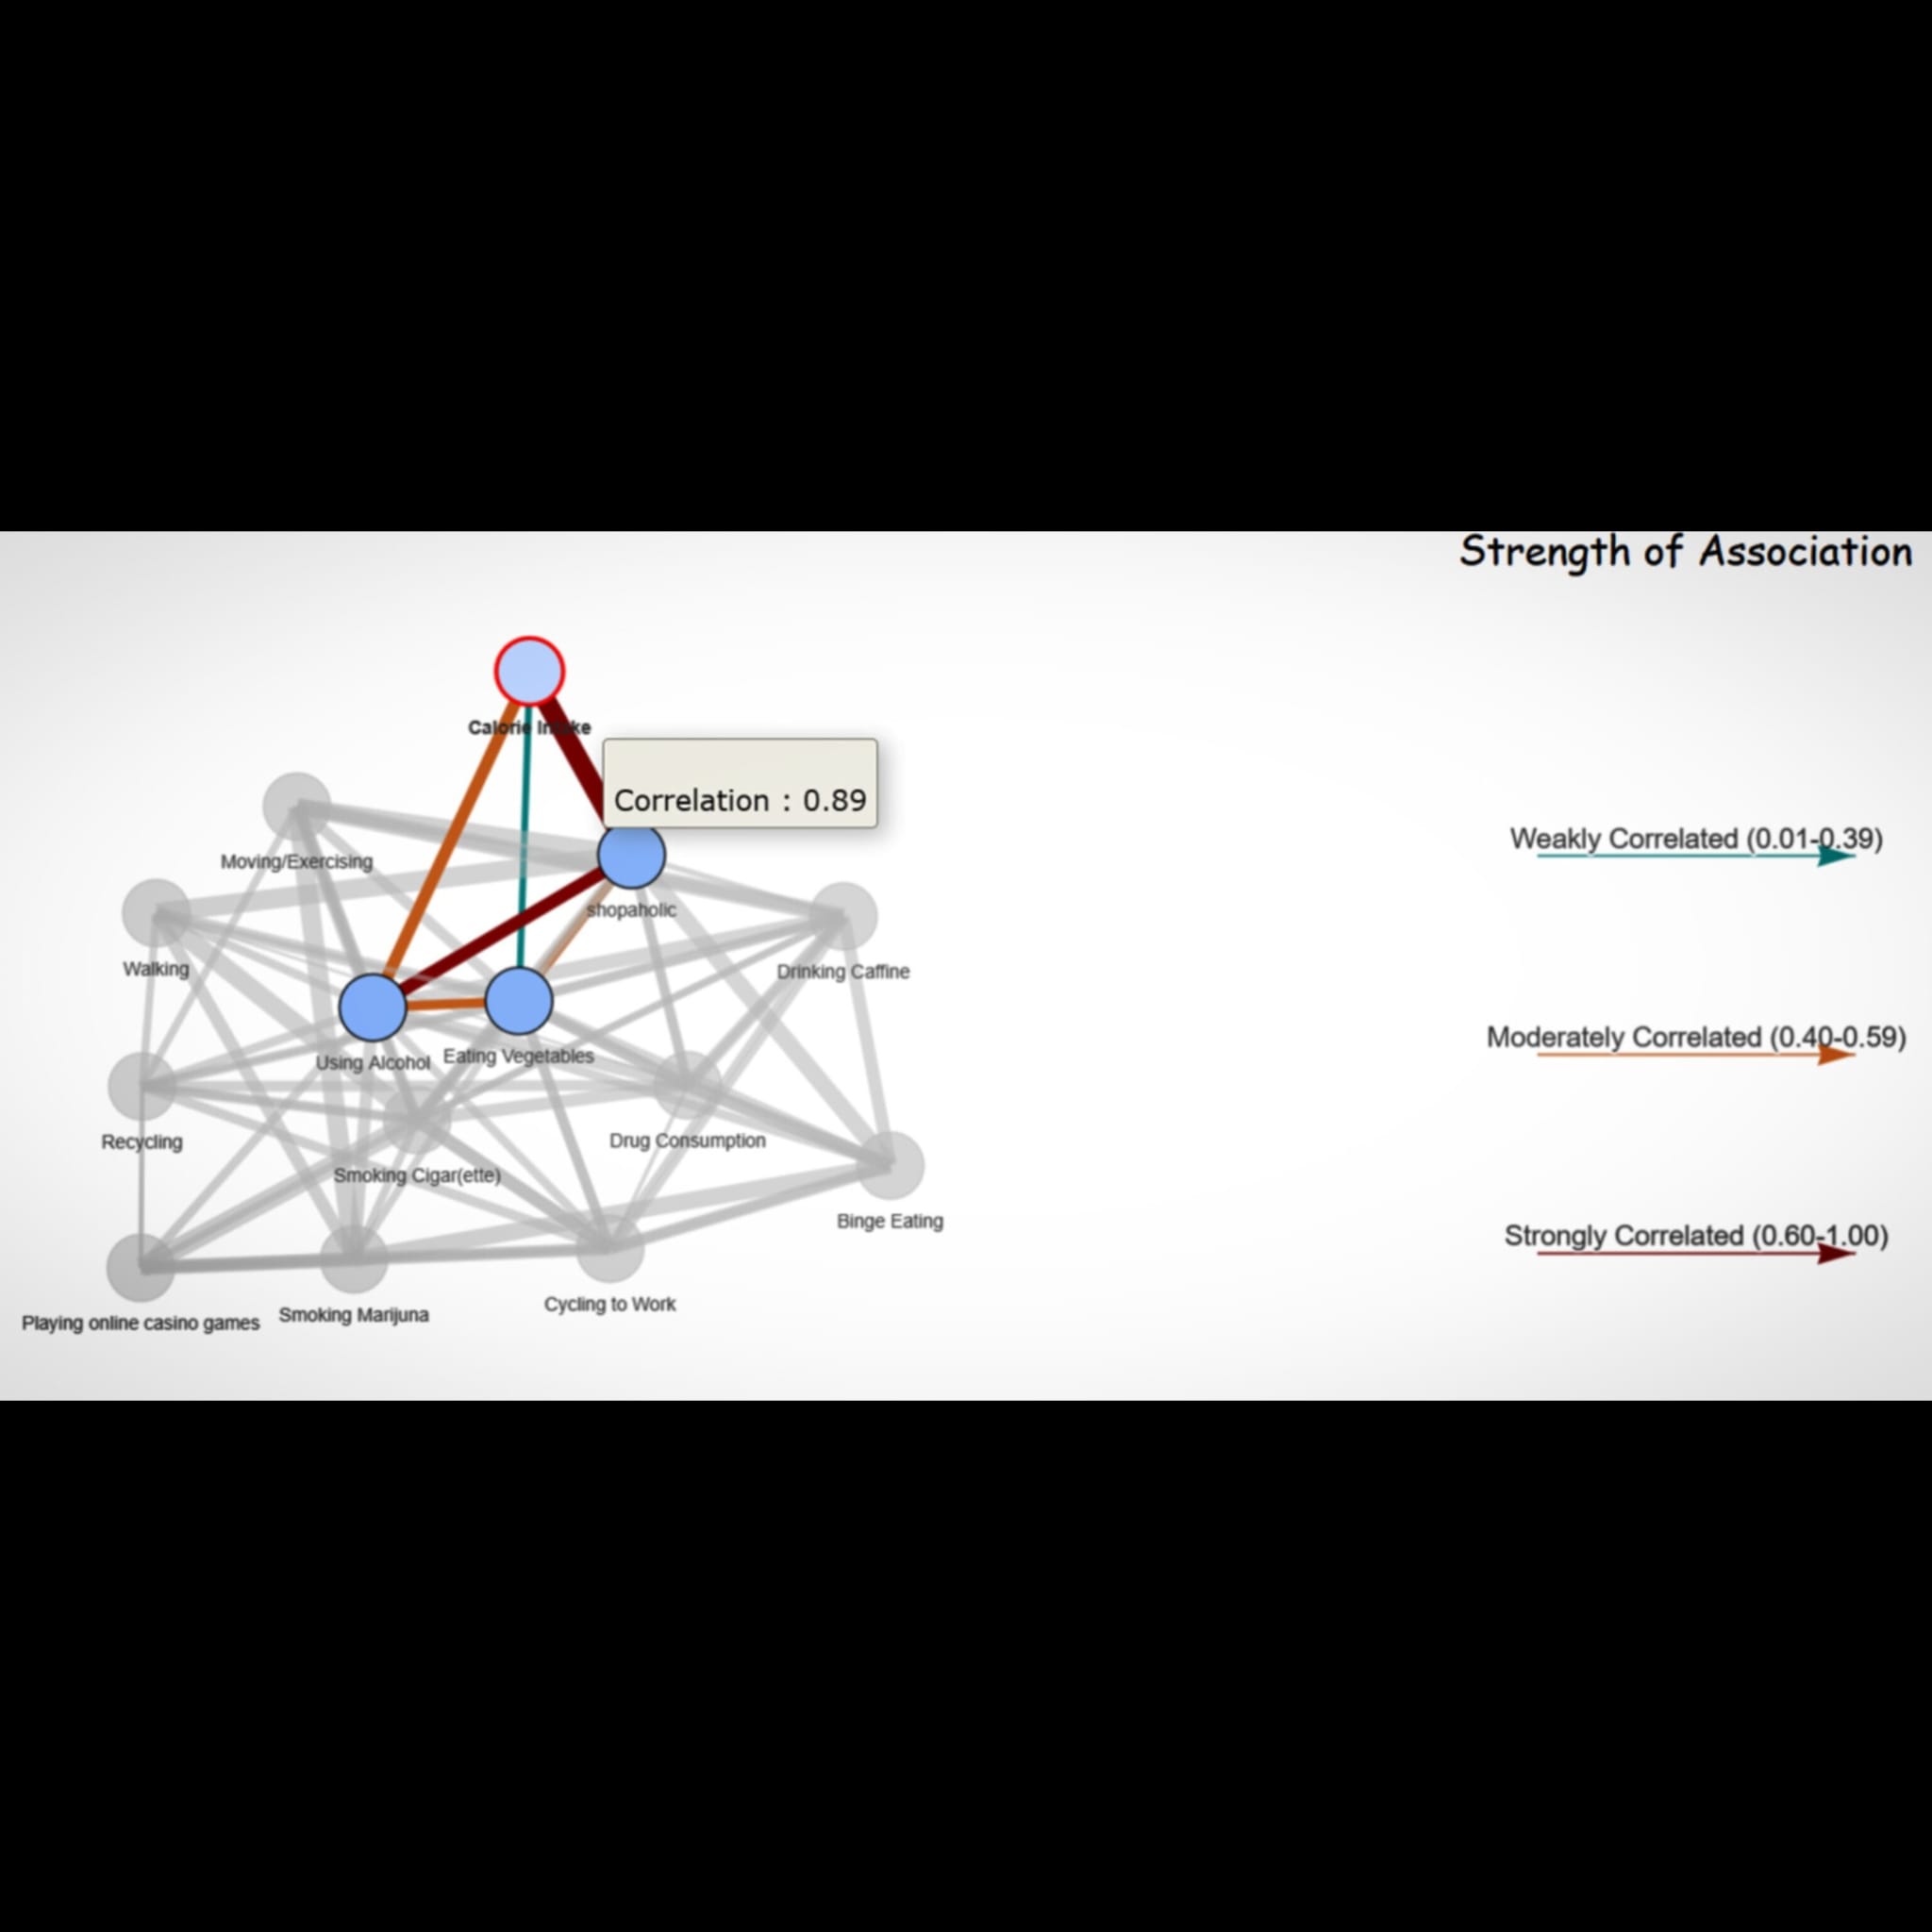 Strength of Association
Calorie Intake
Correlation : 0.89
Moving/Exercising
shopaholic
Walking
Drinking Caffine
Using Alcohol
Eating Vegetables
Recycling
Drug Consumption
Smoking Cigar(ette)
Binge Eating
Playing online casino games
Smoking Marijuna
Cycling to Work
Weakly Correlated (0.01-0.39)
Moderately Correlated (0.40-0.59)
Strongly Correlated (0.60-1.00)